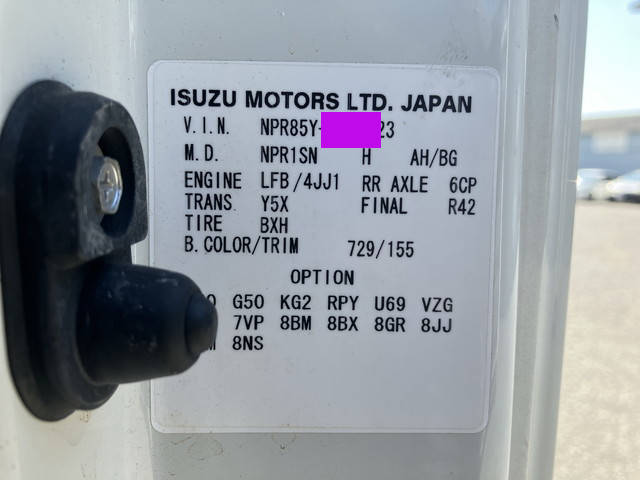 ISUZU MOTORS LTD. JAPAN
V.I.N. NPR85Y- 23
M.D. NPR1SN H AH/BG
ENGINE LFB/4JJ1 RR AXLE 6CP
TRANS. Y5X FINAL R42
TIRE BXH
B.COLOR/TRIM 729/155
OPTION
G50 KG2 RPY U69 VZG
7VP 8BM 8BX 8GR 8JJ
8NS